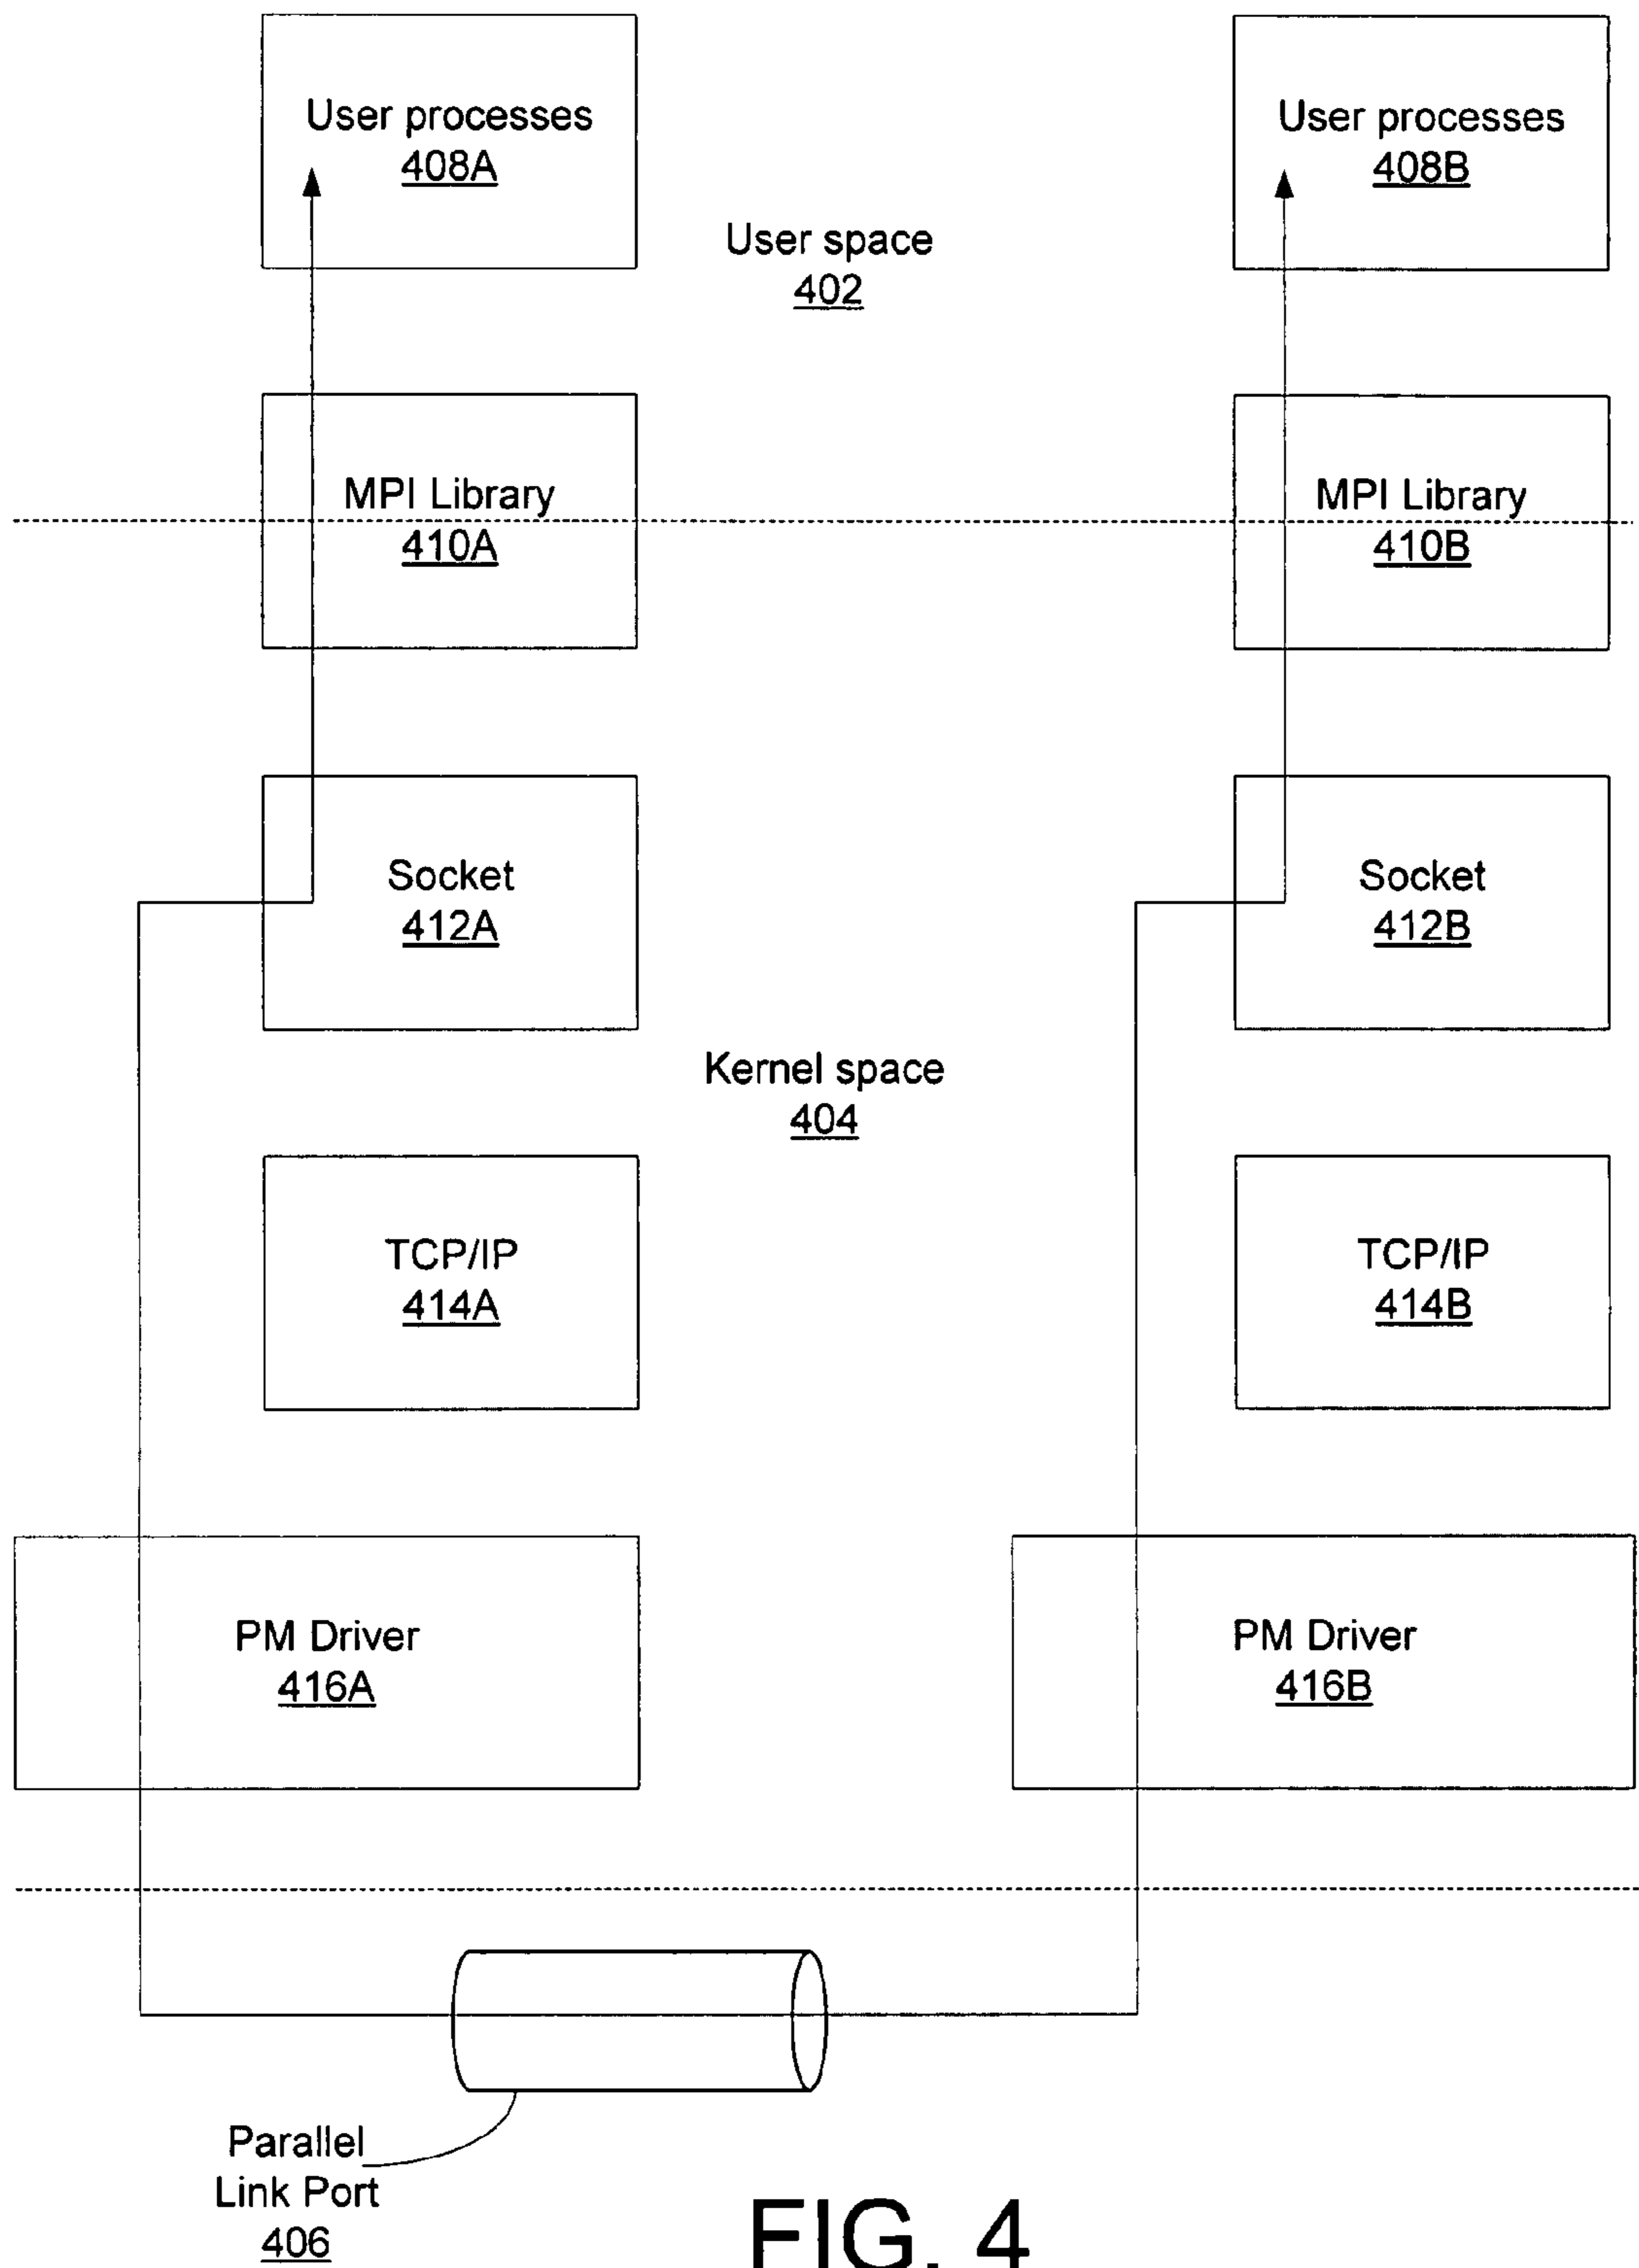 User processes
408A
User processes
408B
User space
402
MPI Library
410A
MPI Library
410B
Socket
412A
Socket
412B
Kernel space
404
TCP/IP
414A
TCP/IP
414B
PM Driver
416A
PM Driver
416B
Parallel
Link Port
406
FIG. 4